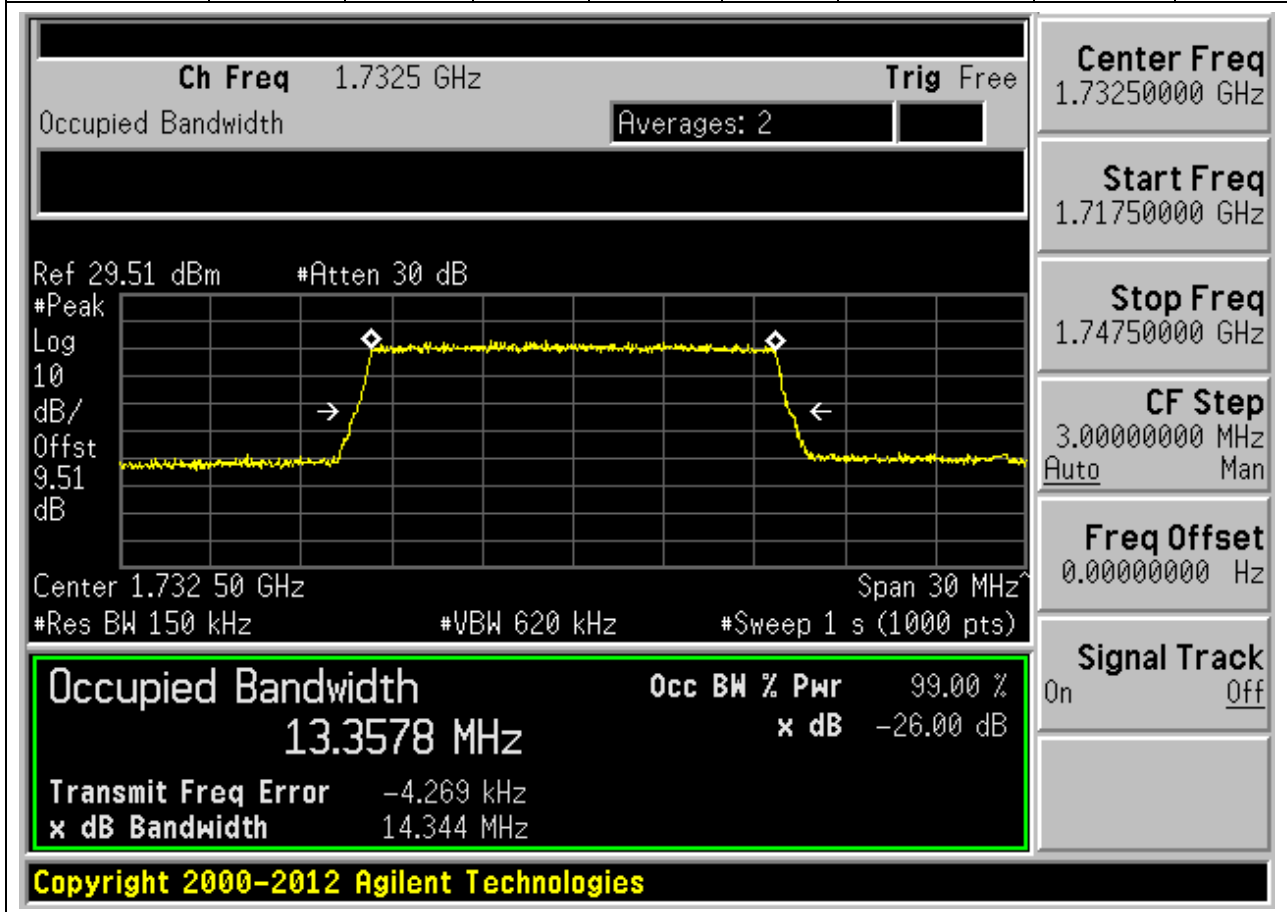 Ch Freq 1.7325 GHz Trig Free
Occupied Bandwidth Averages: 2
Ref 29.51 dBm #Atten 30 dB
#Peak
Log
10
dB/
Offst
9.51
dB
Center 1.732 50 GHz Span 30 MHz^
#Res BW 150 kHz #VBW 620 kHz #Sweep 1 s (1000 pts)
Occupied Bandwidth Occ BW % Pwr 99.00 %
13.3578 MHz x dB -26.00 dB
Transmit Freq Error -4.269 kHz
x dB Bandwidth 14.344 MHz
Copyright 2000-2012 Agilent Technologies
Center Freq
1.73250000 GHz
Start Freq
1.71750000 GHz
Stop Freq
1.74750000 GHz
CF Step
3.00000000 MHz
Auto Man
Freq Offset
0.00000000 Hz
Signal Track
On Off